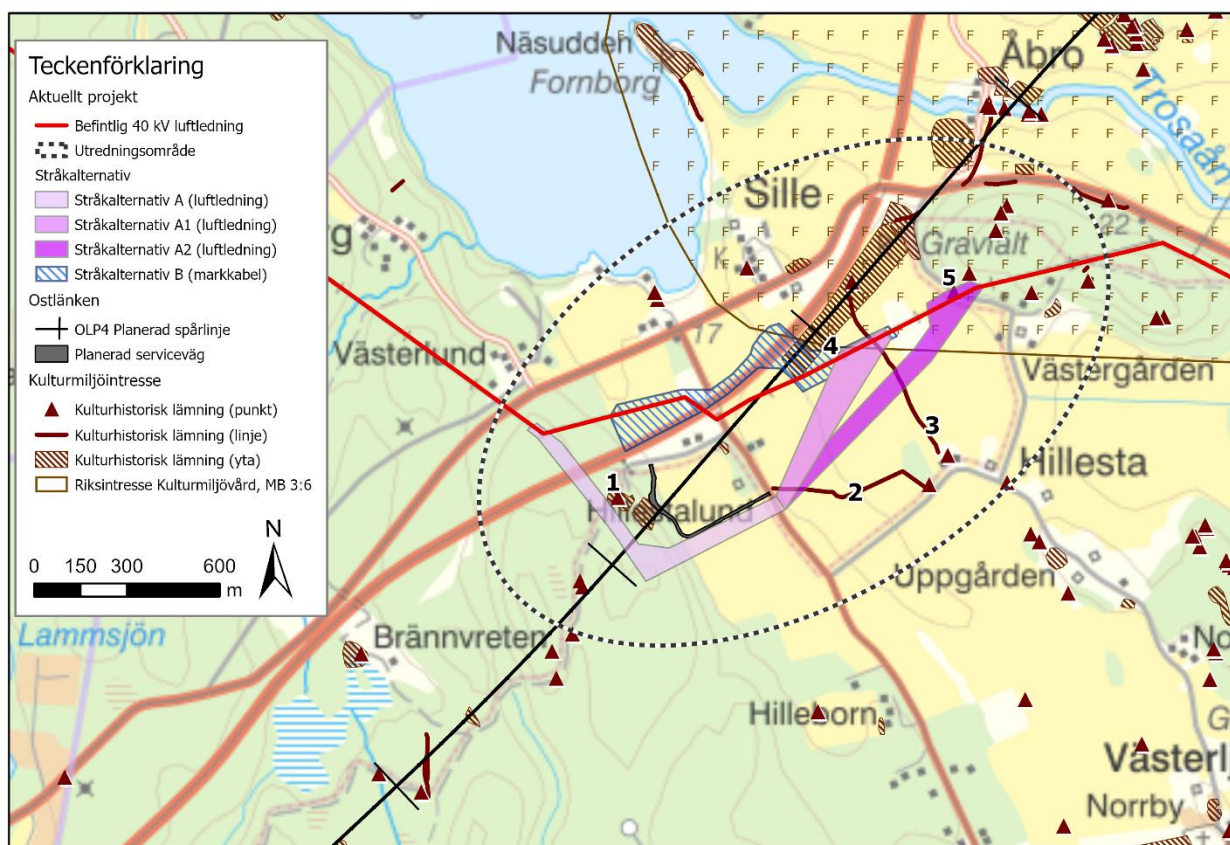 Teckenförklaring
Aktuellt projekt
Befintlig 40 kV luftledning
Utredningsområde
Stråkalternativ
Stråkalternativ A (luftledning)
Stråkalternativ A1 (luftledning)
Stråkalternativ A2 (luftledning)
Stråkalternativ B (markkabel)
Ostlänken
OLP4 Planerad spårlinje
Planerad serviceväg
Kulturmiljöintresse
Kulturhistorisk lämning (punkt)
Kulturhistorisk lämning (linje)
Kulturhistorisk lämning (yta)
Riksintresse Kulturmiljövård, MB 3:6
N
0 150 300 600
m
Näsudden
Fornborg
Åbro
Trosaån
Sille
K
Gravfält
22
5
17
4
Västerlund
Västergården
3
Hillesta
1
2
Hillestalund
Uppgården
Lammsjön
Brännvreten
Hilleborn
Norrby